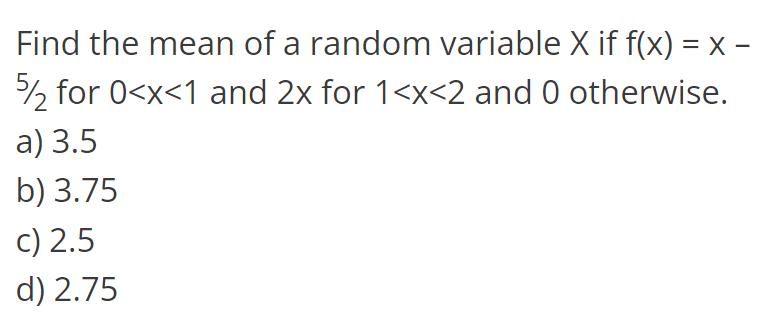 Find the mean of a random variable X if f(x) = x –
5⁄2 for 0<x<1 and 2x for 1<x<2 and 0 otherwise.
a) 3.5
b) 3.75
c) 2.5
d) 2.75